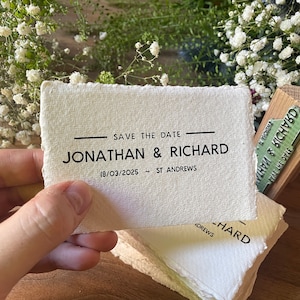 SAVE THE DATE
JONATHAN & RICHARD
18/03/2025 – ST ANDREWS